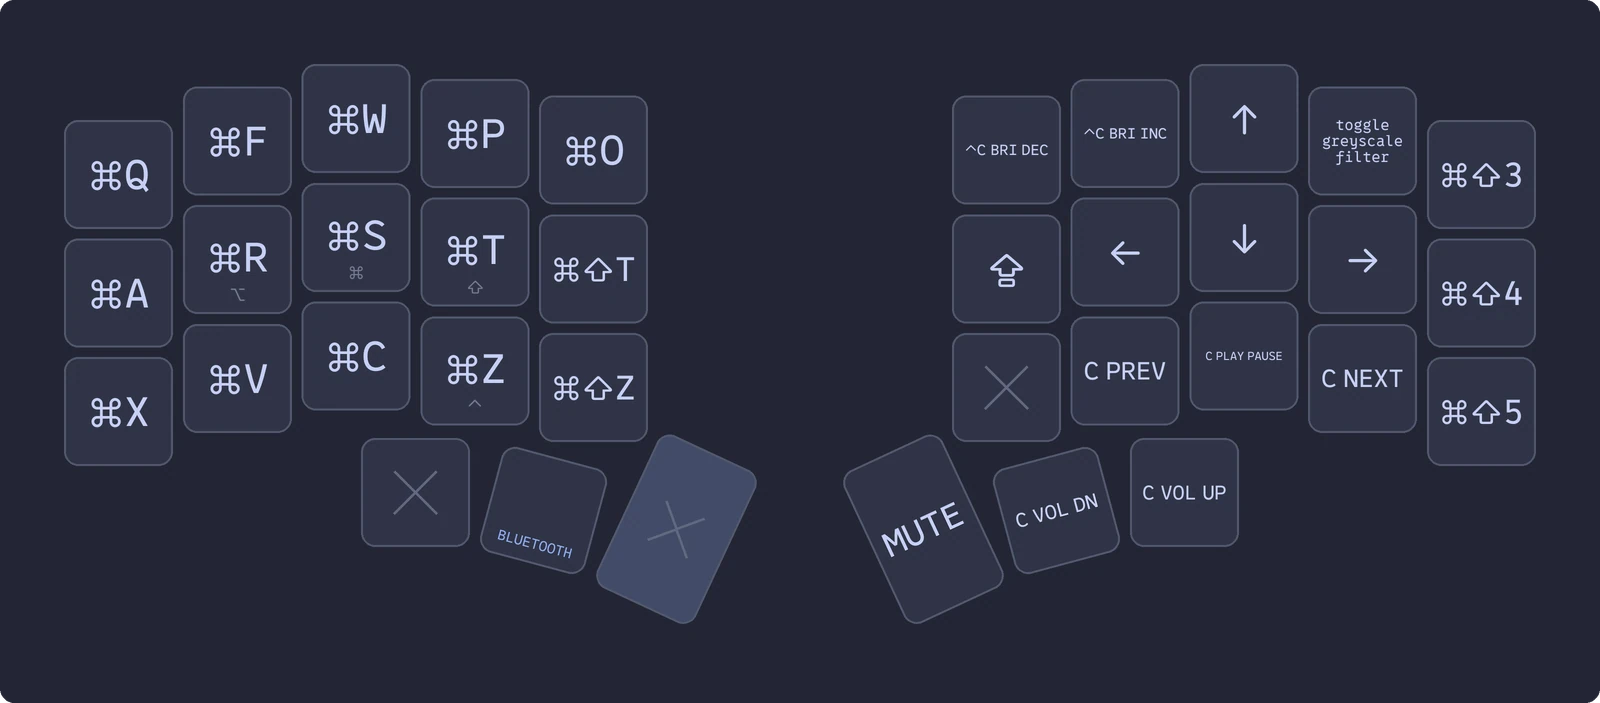 ⌘Q
⌘F
⌘W
⌘P
⌘O
^C BRI DEC
^C BRI INC
↑
toggle
greyscale
filter
⌘⇧3
⌘A
⌘R
⌥
⌘S
⌘
⌘T
⇧
⌘⇧T
⇪
←
↓
→
⌘⇧4
⌘X
⌘V
⌘C
⌘Z
^
⌘⇧Z
C PREV
C PLAY PAUSE
C NEXT
⌘⇧5
BLUETOOTH
MUTE
C VOL DN
C VOL UP